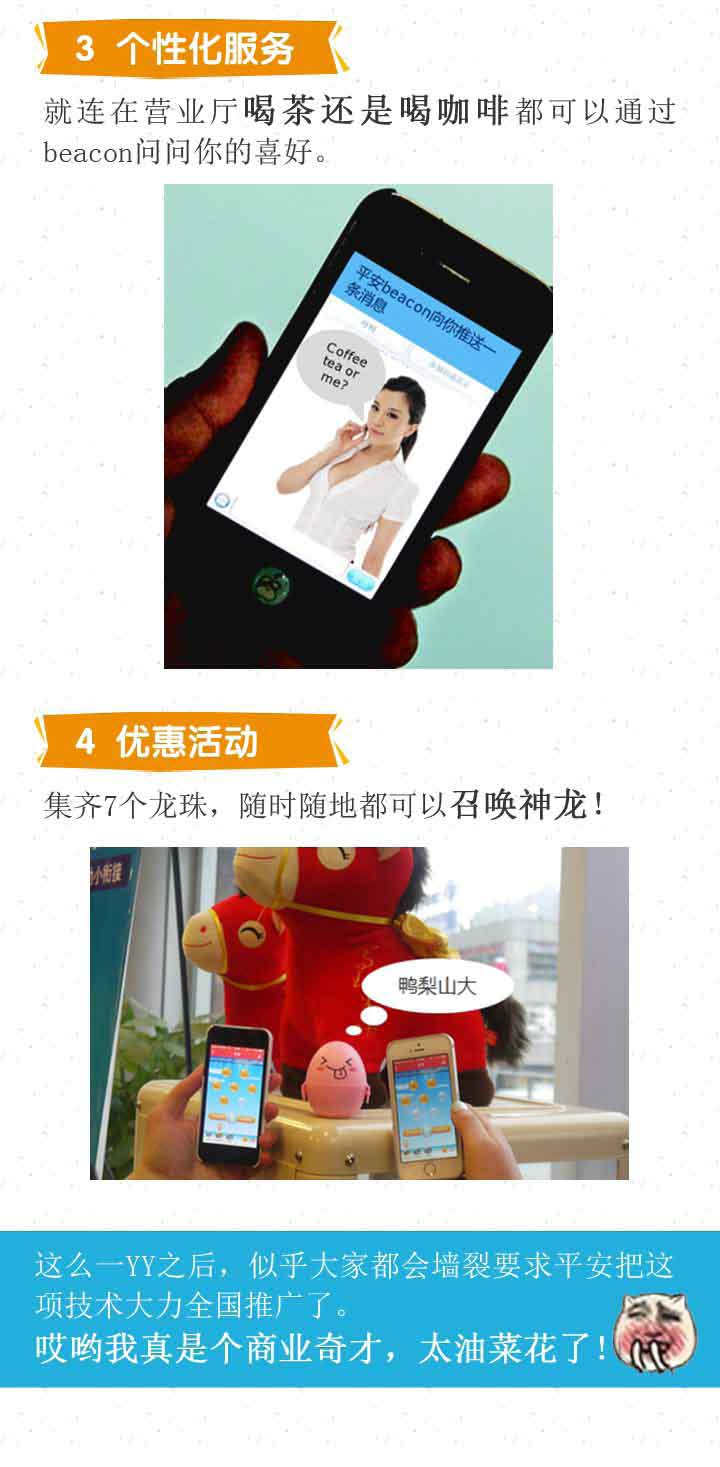 3 个性化服务
就连在营业厅喝茶还是喝咖啡都可以通过
beacon问问你的喜好。
平安beacon向你推送一
条消息
Coffee
tea or
me?
4 优惠活动
集齐7个龙珠，随时随地都可以召唤神龙！
小衔接
鸭梨山大
这么一YY之后，似乎大家都会墙裂要求平安把这
项技术大力全国推广了。
哎哟我真是个商业奇才，太油菜花了！